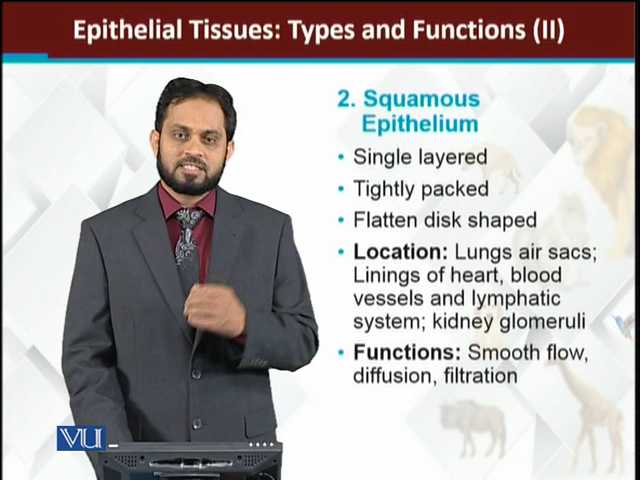 Epithelial Tissues: Types and Functions (II)
2. Squamous
Epithelium
• Single layered
• Tightly packed
• Flatten disk shaped
• Location: Lungs air sacs;
Linings of heart, blood
vessels and lymphatic
system; kidney glomeruli
• Functions: Smooth flow,
diffusion, filtration
VU